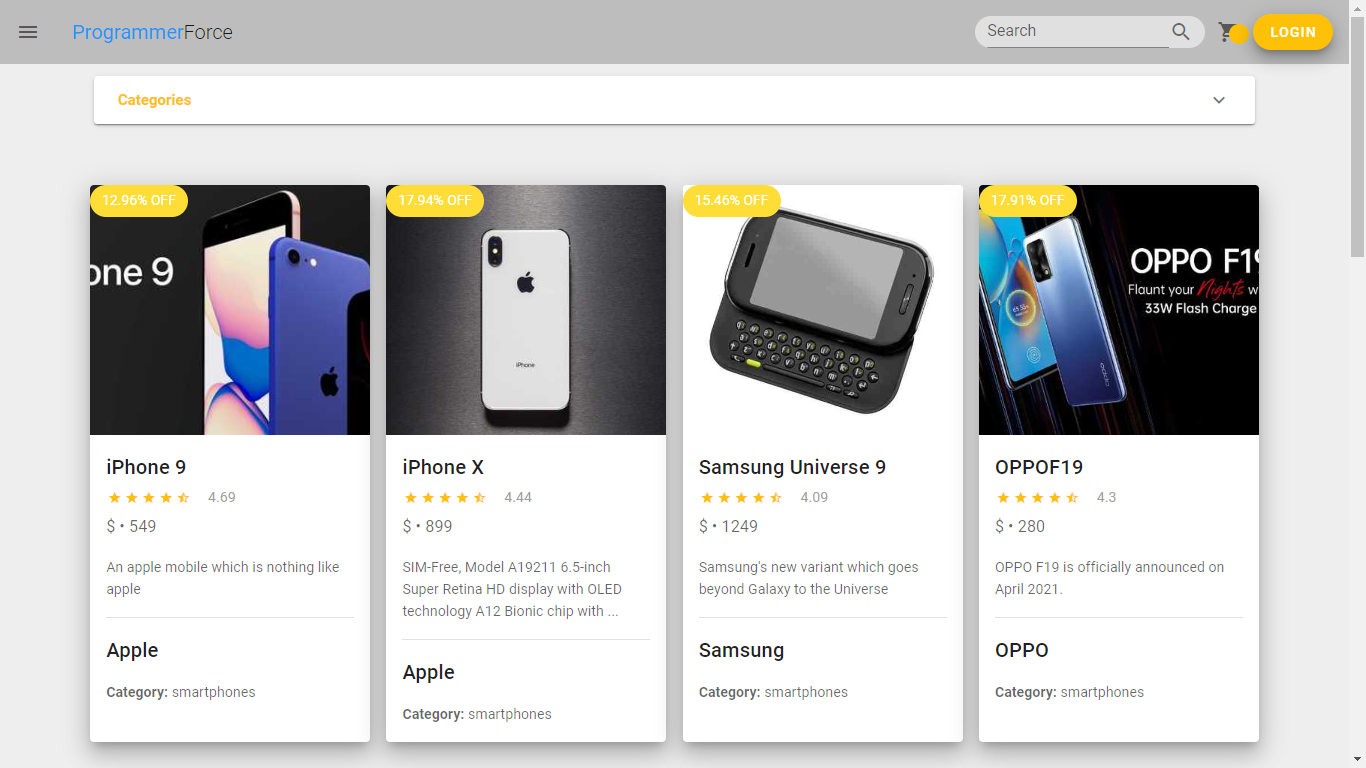 ProgrammerForce
Search
LOGIN
Categories
12.96% OFF
one 9
iPhone 9
4.69
$ • 549
An apple mobile which is nothing like
apple
Apple
Category: smartphones
17.94% OFF
iPhone
iPhone X
4.44
$ • 899
SIM-Free, Model A19211 6.5-inch
Super Retina HD display with OLED
technology A12 Bionic chip with ...
Apple
Category: smartphones
15.46% OFF
Samsung Universe 9
4.09
$ • 1249
Samsung's new variant which goes
beyond Galaxy to the Universe
Samsung
Category: smartphones
17.91% OFF
OPPO F19
Flaunt your Nights w
33W Flash Charge
oppo
OPPOF19
4.3
$ • 280
OPPO F19 is officially announced on
April 2021.
OPPO
Category: smartphones